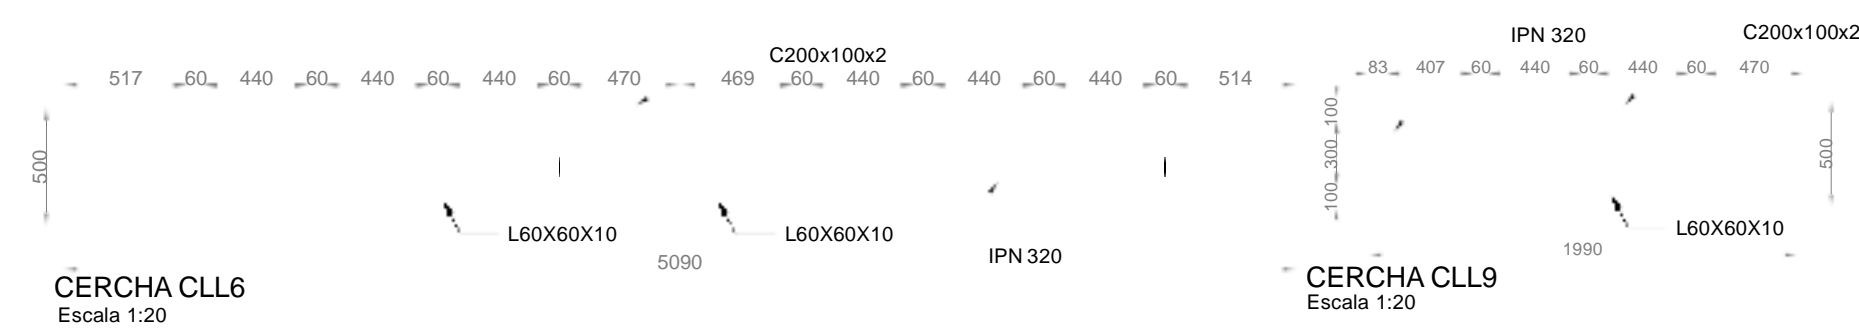 C200x100x2
517 60 440 60 440 60 440 60 470 469 60 440 60 440 60 440 60 514
500
L60X60X10
L60X60X10
IPN 320
5090
CERCHA CLL6
Escala 1:20
IPN 320
C200x100x2
83 407 60 440 60 440 60 470
100
300
100
500
L60X60X10
1990
CERCHA CLL9
Escala 1:20